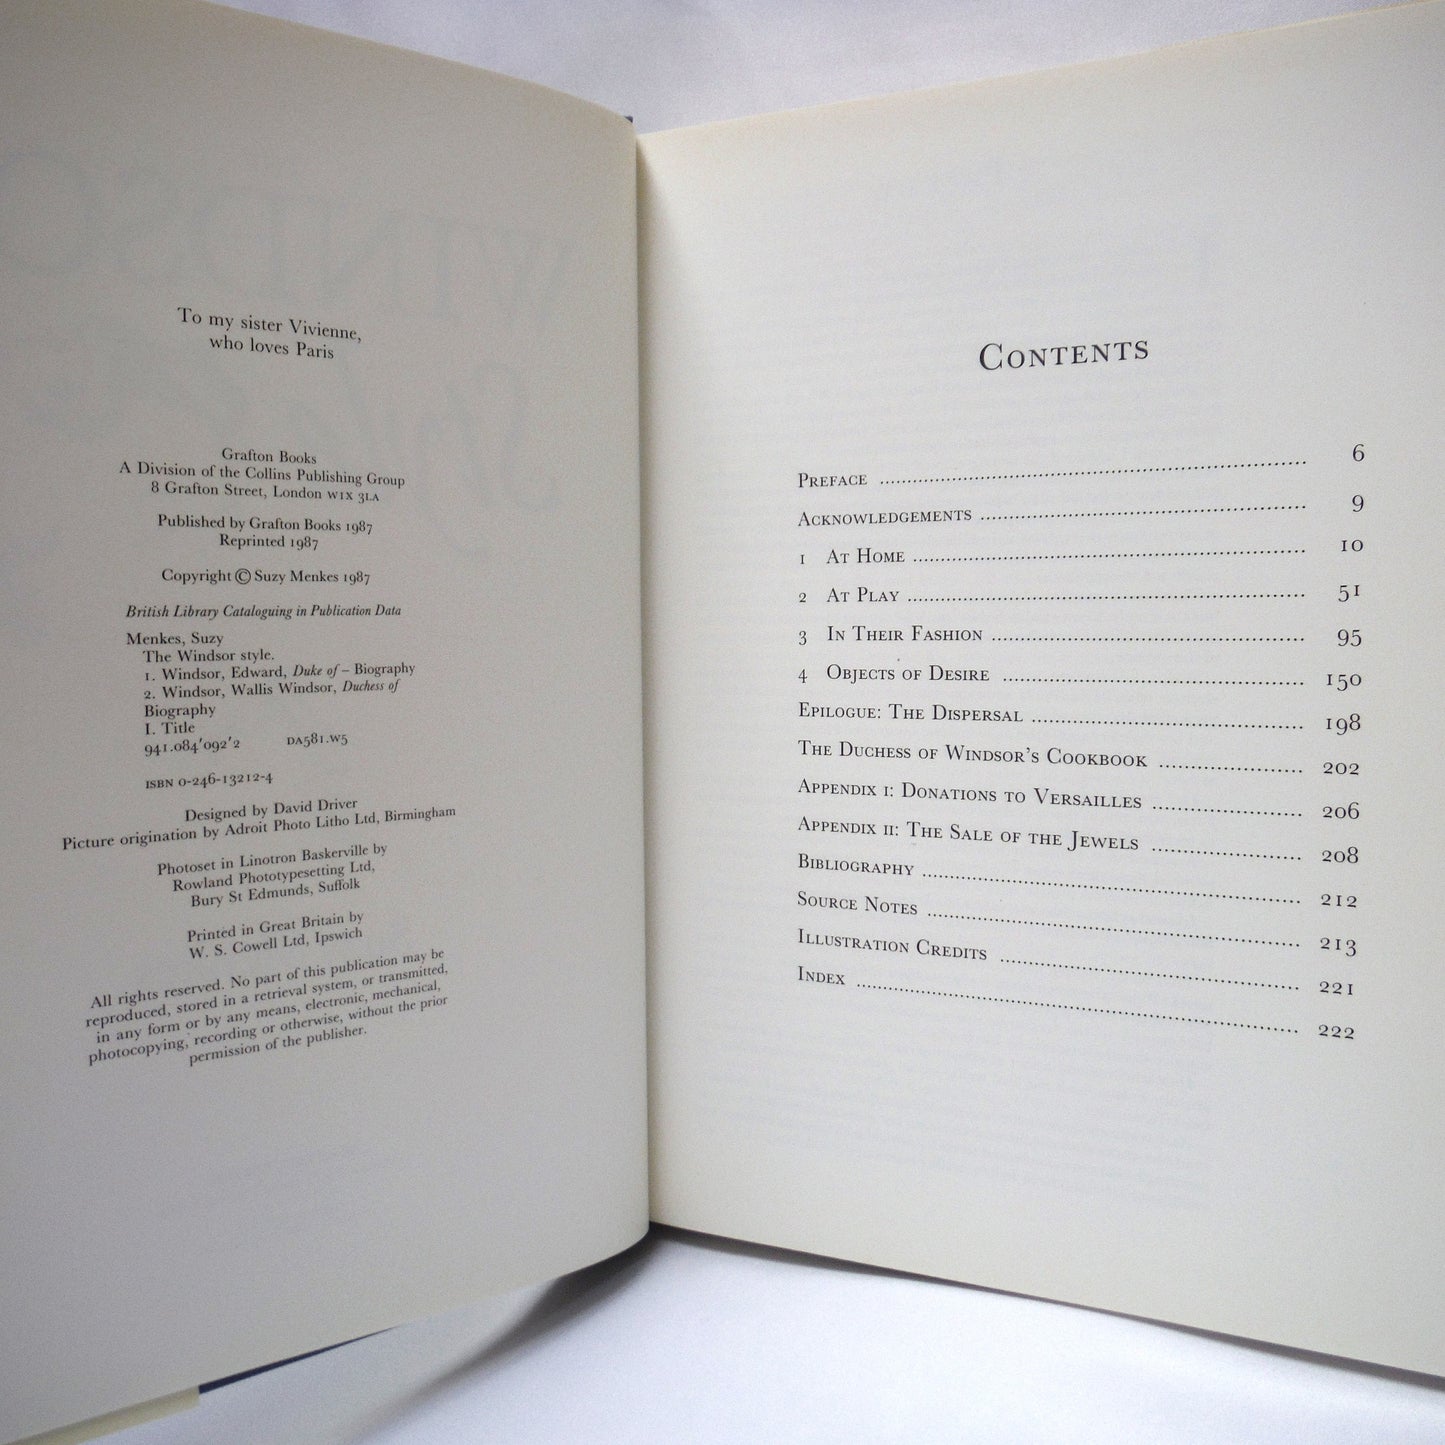 To my sister Vivienne,
who loves Paris
Grafton Books
A Division of the Collins Publishing Group
8 Grafton Street, London W1X 3LA
Published by Grafton Books 1987
Reprinted 1987
Copyright © Suzy Menkes 1987
British Library Cataloguing in Publication Data
Menkes, Suzy
The Windsor style.
1. Windsor, Edward, Duke of – Biography
2. Windsor, Wallis Windsor, Duchess of
Biography
I. Title
941.084′092′2 DA581.W5
ISBN 0-246-13212-4
Designed by David Driver
Picture origination by Adroit Photo Litho Ltd, Birmingham
Photoset in Linotron Baskerville by
Rowland Phototypesetting Ltd,
Bury St Edmunds, Suffolk
Printed in Great Britain by
W. S. Cowell Ltd, Ipswich
All rights reserved. No part of this publication may be
reproduced, stored in a retrieval system, or transmitted,
in any form or by any means, electronic, mechanical,
photocopying, recording or otherwise, without the prior
permission of the publisher.
CONTENTS
PREFACE 6
ACKNOWLEDGEMENTS 9
1 AT HOME 10
2 AT PLAY 51
3 IN THEIR FASHION 95
4 OBJECTS OF DESIRE 150
EPILOGUE: THE DISPERSAL 198
THE DUCHESS OF WINDSOR'S COOKBOOK 202
APPENDIX I: DONATIONS TO VERSAILLES 206
APPENDIX II: THE SALE OF THE JEWELS 208
BIBLIOGRAPHY 212
SOURCE NOTES 213
ILLUSTRATION CREDITS 221
INDEX 222